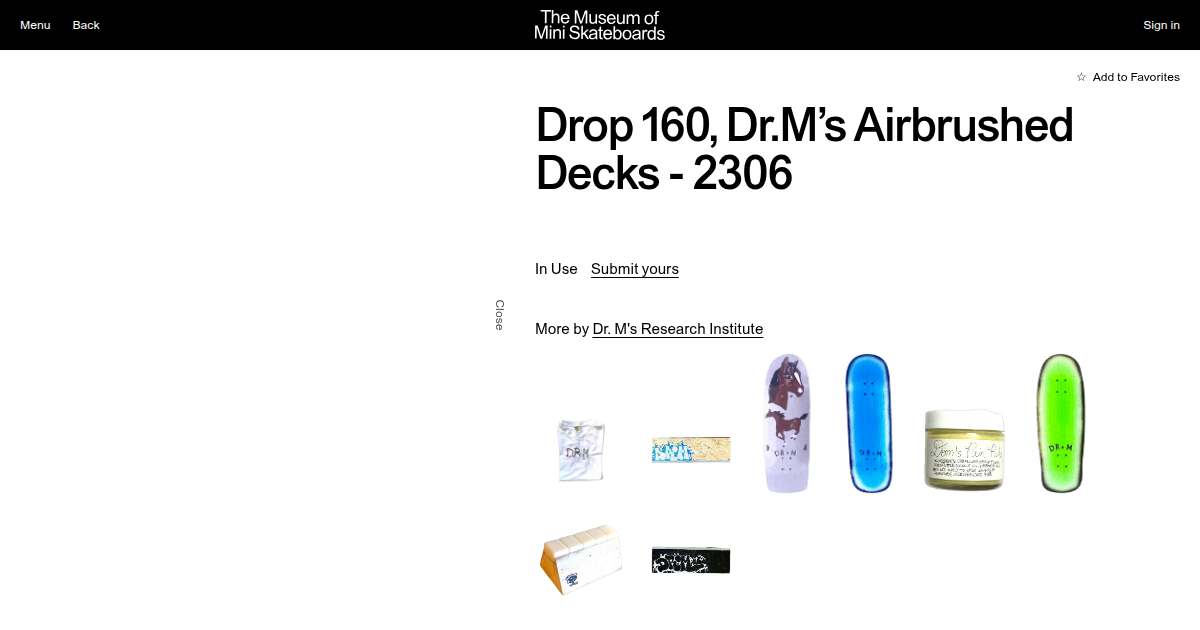 Menu
Back
The Museum of
Mini Skateboards
Sign in
☆ Add to Favorites
Drop 160, Dr.M’s Airbrushed
Decks - 2306
In Use Submit yours
Close
More by Dr. M's Research Institute
DR M
DR M
DR M
Dom's
DR M